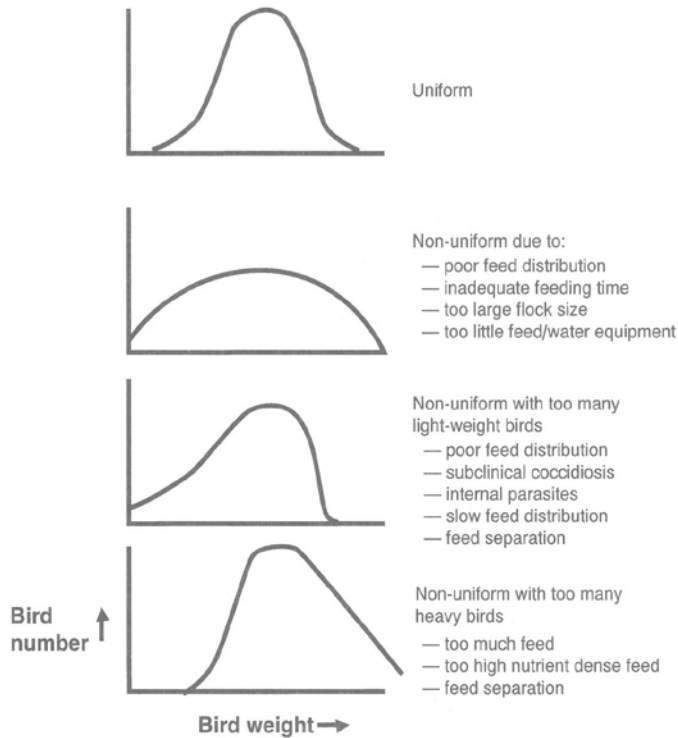 Uniform
Non-uniform due to:
— poor feed distribution
— inadequate feeding time
— too large flock size
— too little feed/water equipment
Non-uniform with too many
light-weight birds
— poor feed distribution
— subclinical coccidiosis
— internal parasites
— slow feed distribution
— feed separation
Non-uniform with too many
heavy birds
— too much feed
— too high nutrient dense feed
— feed separation
Bird
number
Bird weight